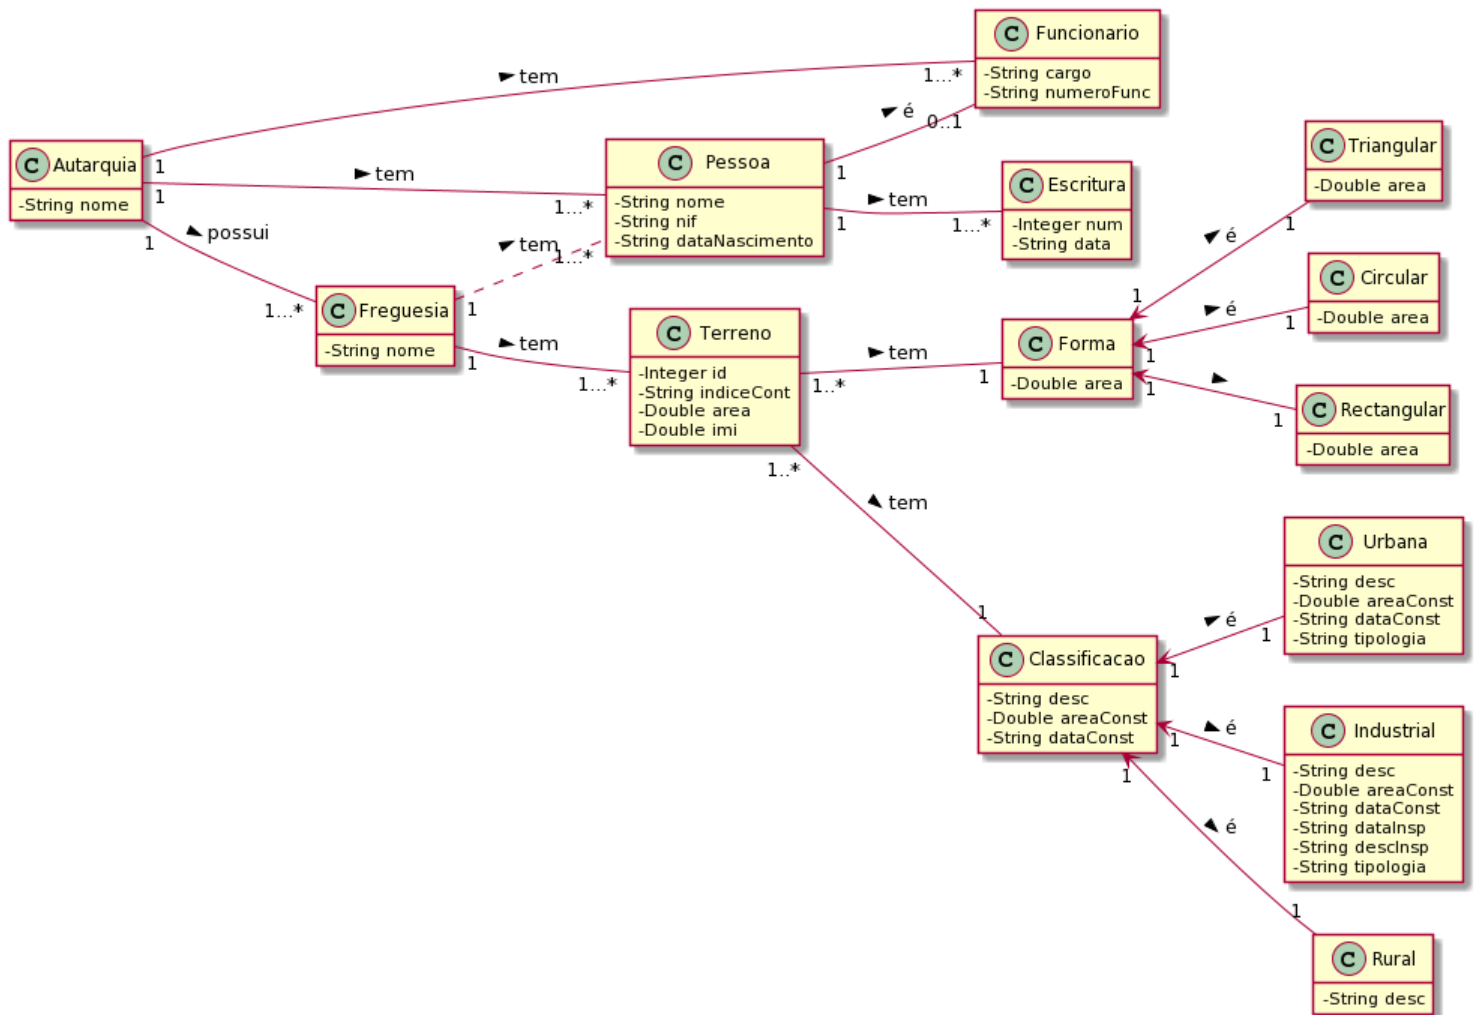 C Funcionario
-String cargo
-String numeroFunc
tem
1
1...*
é
1
0..1
C Autarquia
-String nome
tem
1
1...*
possui
1
1...*
C Pessoa
-String nome
-String nif
-String dataNascimento
tem
1
1...*
C Escritura
-Integer num
-String data
tem
1
1...*
C Freguesia
-String nome
tem
1
1...*
C Terreno
-Integer id
-String indiceCont
-Double area
-Double imi
tem
1..*
1
C Forma
-Double area
C Triangular
-Double area
é
1
1
C Circular
-Double area
é
1
1
C Rectangular
-Double area
1
1
tem
1..*
1
C Classificacao
-String desc
-Double areaConst
-String dataConst
C Urbana
-String desc
-Double areaConst
-String dataConst
-String tipologia
é
1
1
C Industrial
-String desc
-Double areaConst
-String dataConst
-String dataInsp
-String descInsp
-String tipologia
é
1
1
é
1
1
C Rural
-String desc